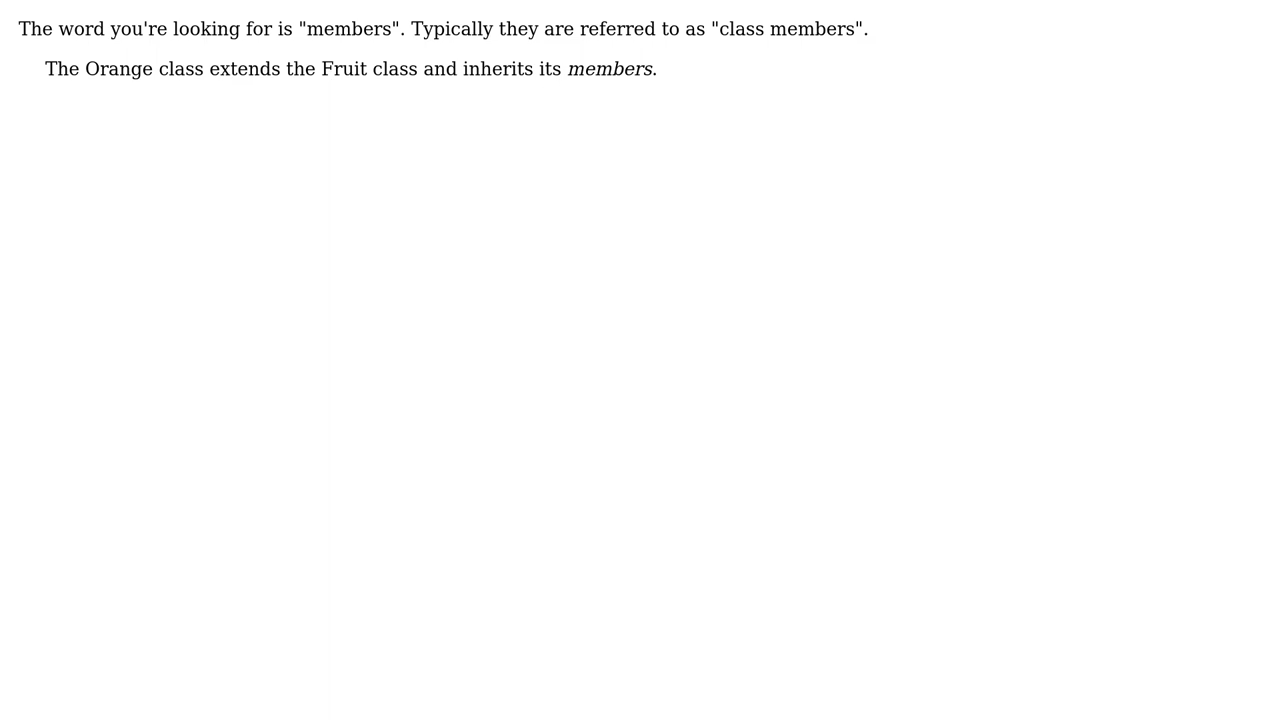 The word you're looking for is "members". Typically they are referred to as "class members".
The Orange class extends the Fruit class and inherits its members.